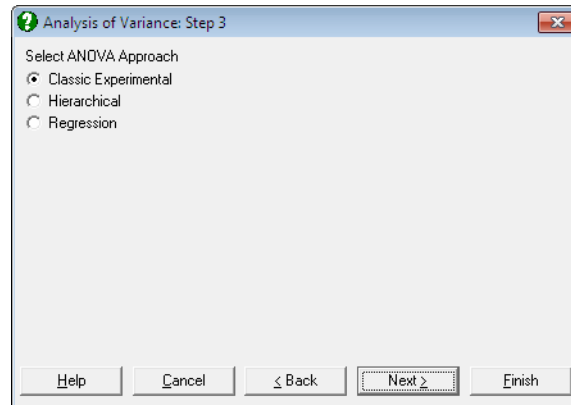 Analysis of Variance: Step 3
Select ANOVA Approach
Classic Experimental
Hierarchical
Regression
Help Cancel < Back Next > Finish